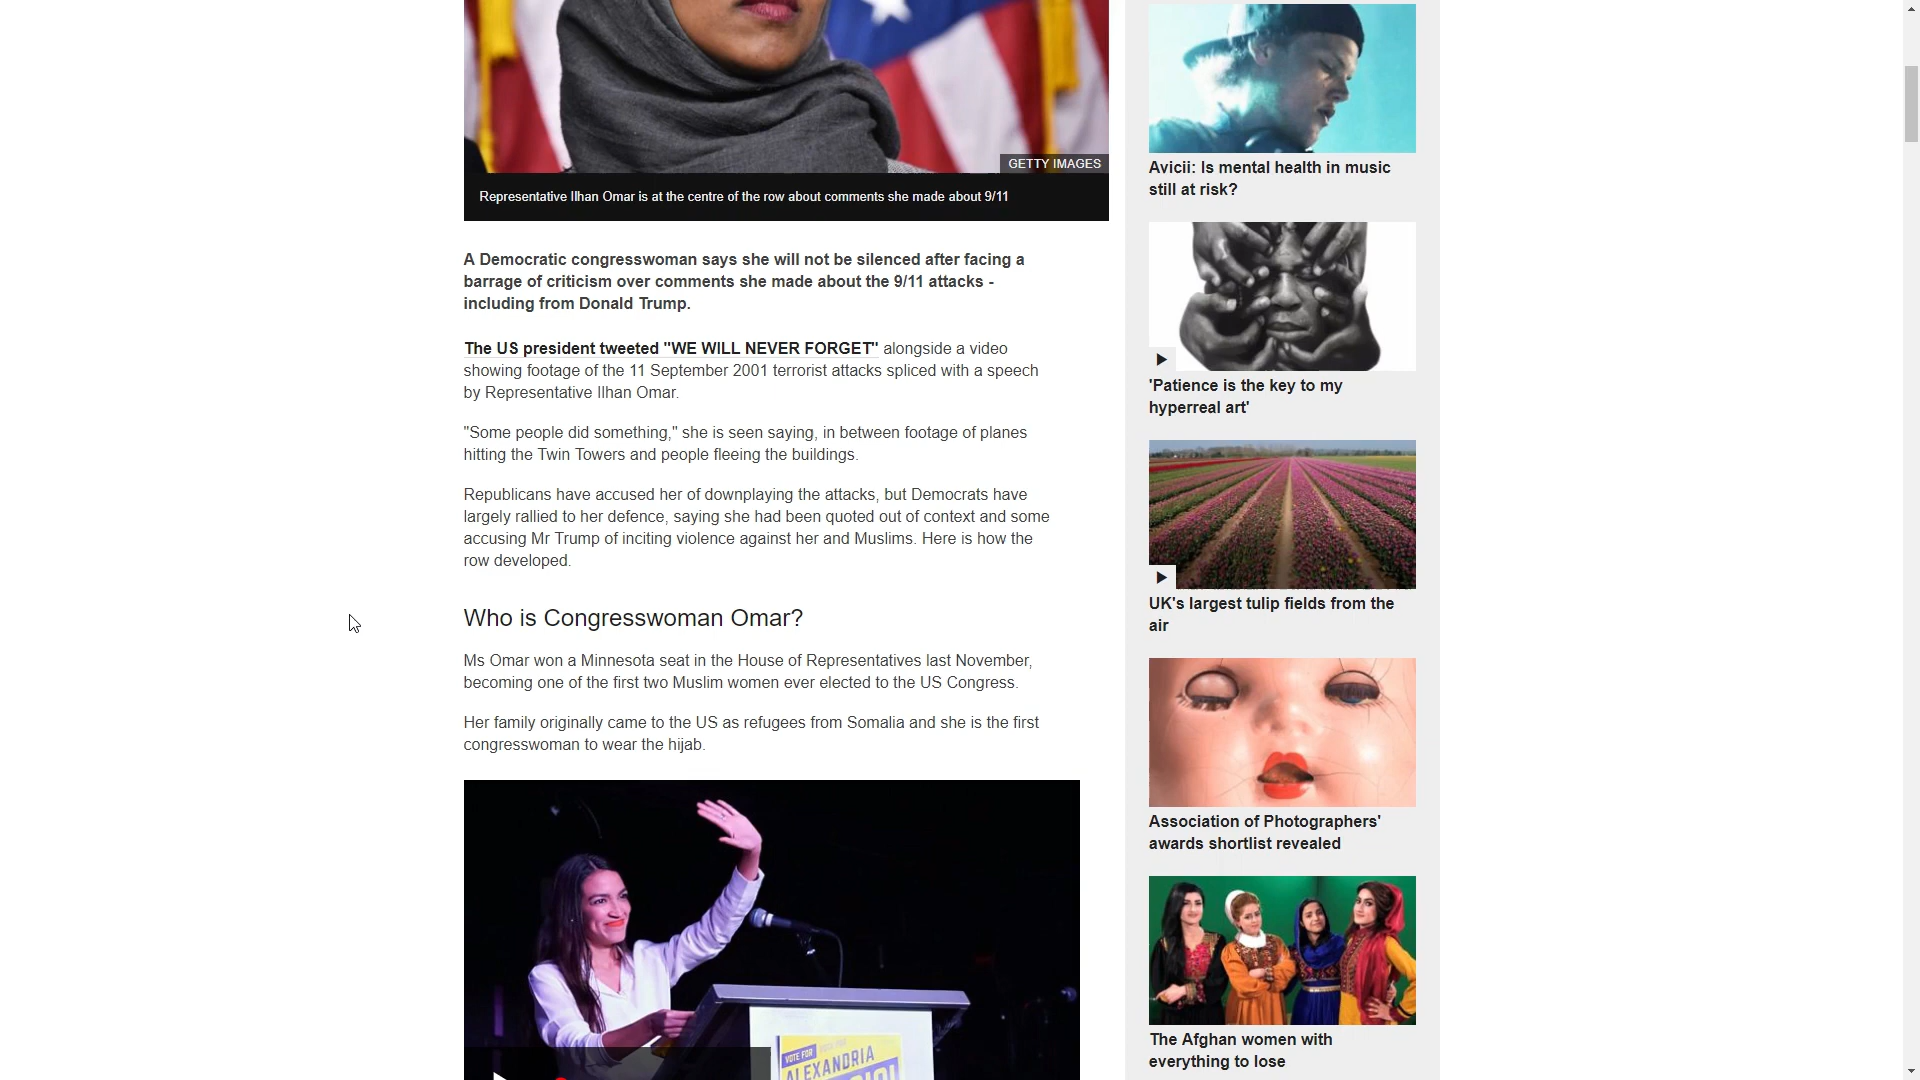 GETTY IMAGES
Representative Ilhan Omar is at the centre of the row about comments she made about 9/11
A Democratic congresswoman says she will not be silenced after facing a
barrage of criticism over comments she made about the 9/11 attacks -
including from Donald Trump.
The US president tweeted "WE WILL NEVER FORGET" alongside a video
showing footage of the 11 September 2001 terrorist attacks spliced with a speech
by Representative Ilhan Omar.
"Some people did something," she is seen saying, in between footage of planes
hitting the Twin Towers and people fleeing the buildings.
Republicans have accused her of downplaying the attacks, but Democrats have
largely rallied to her defence, saying she had been quoted out of context and some
accusing Mr Trump of inciting violence against her and Muslims. Here is how the
row developed.
Who is Congresswoman Omar?
Ms Omar won a Minnesota seat in the House of Representatives last November,
becoming one of the first two Muslim women ever elected to the US Congress.
Her family originally came to the US as refugees from Somalia and she is the first
congresswoman to wear the hijab.
VOTE FOR
ALEXANDRIA
Avicii: Is mental health in music
still at risk?
'Patience is the key to my
hyperreal art'
UK's largest tulip fields from the
air
Association of Photographers'
awards shortlist revealed
The Afghan women with
everything to lose